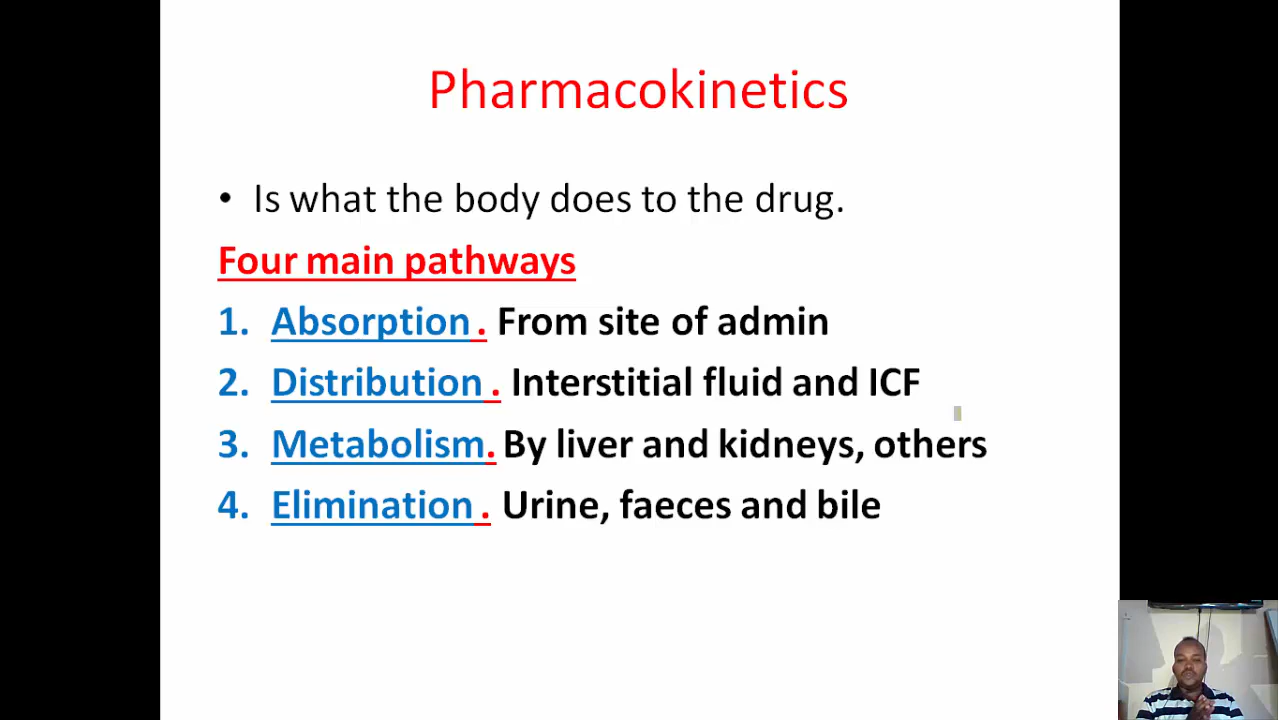 Pharmacokinetics
• Is what the body does to the drug.
Four main pathways
1. Absorption . From site of admin
2. Distribution . Interstitial fluid and ICF
3. Metabolism. By liver and kidneys, others
4. Elimination . Urine, faeces and bile